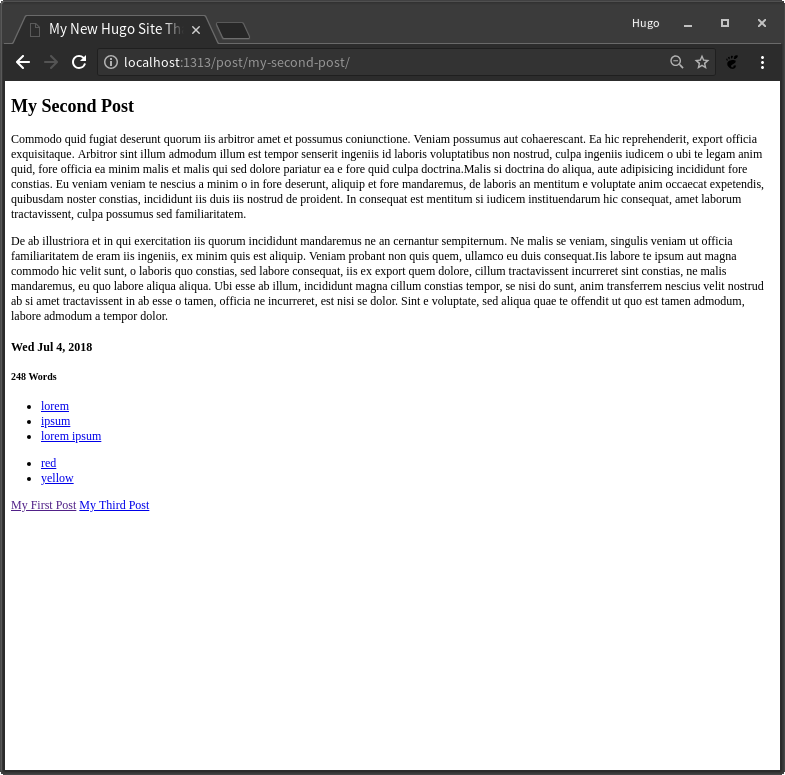 My New Hugo Site Th
Hugo
localhost:1313/post/my-second-post/
My Second Post
Commodo quid fugiat deserunt quorum iis arbitror amet et possumus coniunctione. Veniam possumus aut cohaerescant. Ea hic reprehenderit, export officia
exquisitaque. Arbitror sint illum admodum illum est tempor senserit ingeniis id laboris voluptatibus non nostrud, culpa ingeniis iudicem o ubi te legam anim
quid, fore officia ea minim malis et malis qui sed dolore pariatur ea e fore quid culpa doctrina.Malis si doctrina do aliqua, aute adipisicing incididunt fore
constias. Eu veniam veniam te nescius a minim o in fore deserunt, aliquip et fore mandaremus, de laboris an mentitum e voluptate anim occaecat expetendis,
quibusdam noster constias, incididunt iis duis iis nostrud de proident. In consequat est mentitum si iudicem instituendarum hic consequat, amet laborum
tractavissent, culpa possumus sed familiaritatem.
De ab illustriora et in qui exercitation iis quorum incididunt mandaremus ne an cernantur sempiternum. Ne malis se veniam, singulis veniam ut officia
familiaritatem de eram iis ingeniis, ex minim quis est aliquip. Veniam probant non quis quem, ullamco eu duis consequat.Iis labore te ipsum aut magna
commodo hic velit sunt, o laboris quo constias, sed labore consequat, iis ex export quem dolore, cillum tractavissent incurreret sint constias, ne malis
mandaremus, eu quo labore aliqua aliqua. Ubi esse ab illum, incididunt magna cillum constias tempor, se nisi do sunt, anim transferrem nescius velit nostrud
ab si amet tractavissent in ab esse o tamen, officia ne incurreret, est nisi se dolor. Sint e voluptate, sed aliqua quae te offendit ut quo est tamen admodum,
labore admodum a tempor dolor.
Wed Jul 4, 2018
248 Words
lorem
ipsum
lorem ipsum
red
yellow
My First Post My Third Post